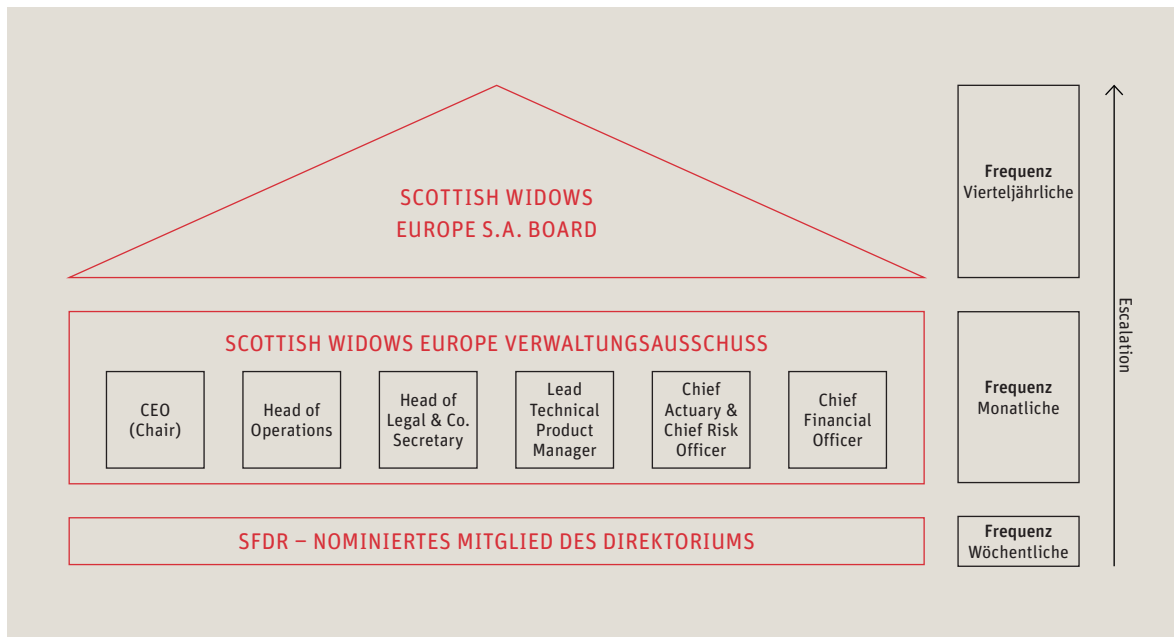 SCOTTISH WIDOWS
EUROPE S.A. BOARD
Frequenz
Vierteljährliche
SCOTTISH WIDOWS EUROPE VERWALTUNGSAUSSCHUSS
CEO
(Chair)
Head of
Operations
Head of
Legal & Co.
Secretary
Lead
Technical
Product
Manager
Chief
Actuary &
Chief Risk
Officer
Chief
Financial
Officer
Frequenz
Monatliche
SFDR – NOMINIERTES MITGLIED DES DIREKTORIUMS
Frequenz
Wöchentliche
Escalation